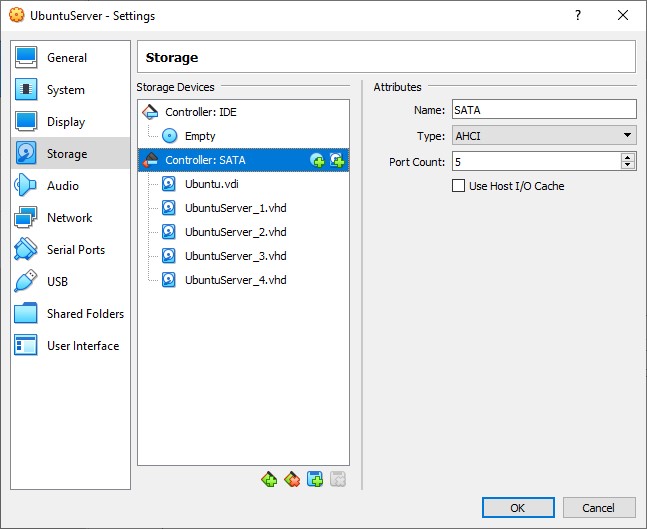 UbuntuServer - Settings
?
General
System
Display
Storage
Audio
Network
Serial Ports
USB
Shared Folders
User Interface
Storage
Storage Devices
Controller: IDE
Empty
Controller: SATA
Ubuntu.vdi
UbuntuServer_1.vhd
UbuntuServer_2.vhd
UbuntuServer_3.vhd
UbuntuServer_4.vhd
Attributes
Name: SATA
Type: AHCI
Port Count: 5
Use Host I/O Cache
OK
Cancel